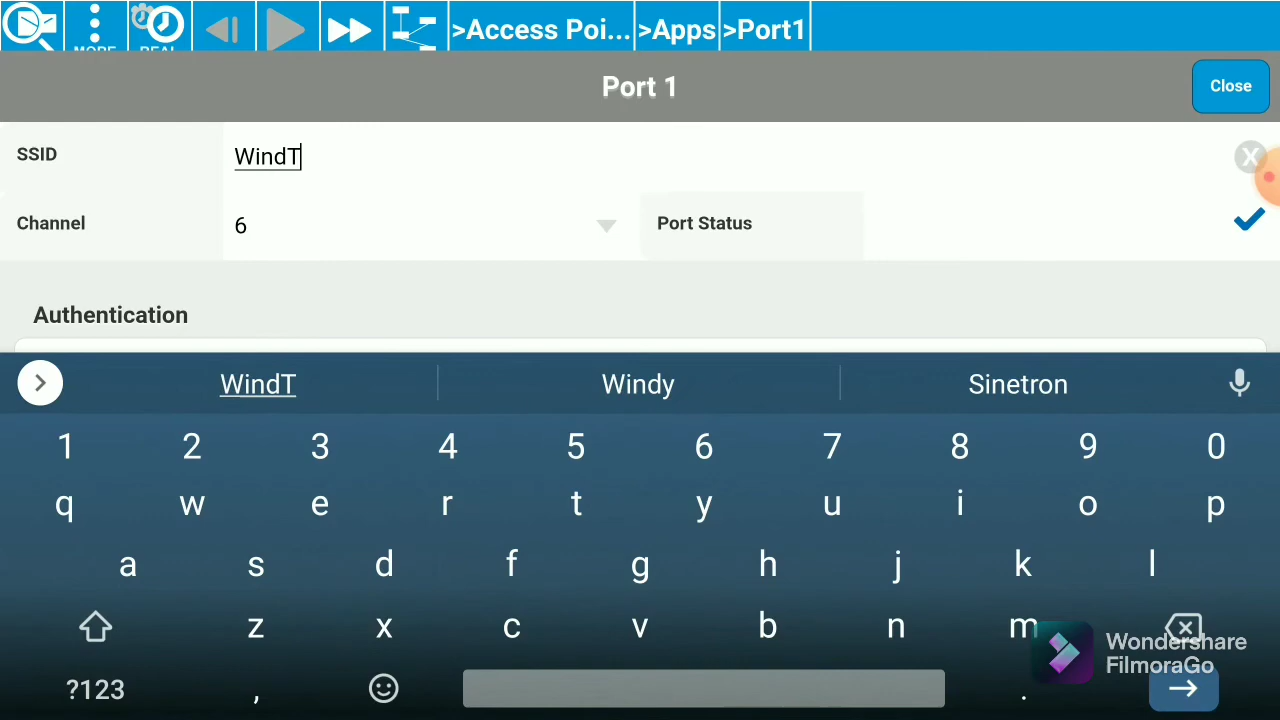 MORE
REAL
>Access Poi... >Apps >Port1
Port 1
Close
SSID
WindT
X
Channel
6
Port Status
Authentication
WindT
Windy
Sinetron
1 2 3 4 5 6 7 8 9 0
q w e r t y u i o p
a s d f g h j k l
z x c v b n m
Wondershare
FilmoraGo
?123 , .